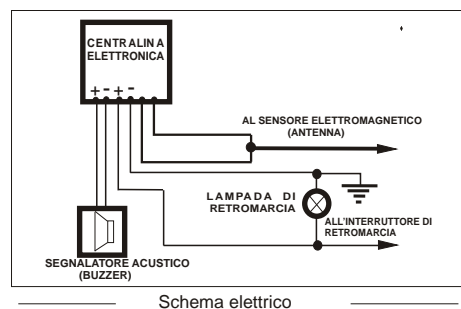 CENTRALINA
ELETTRONICA
+ - + -
AL SENSORE ELETTROMAGNETICO
(ANTENNA)
LAMPADA DI
RETROMARCIA
ALL'INTERRUTTORE DI
RETROMARCIA
SEGNALATORE ACUSTICO
(BUZZER)
Schema elettrico